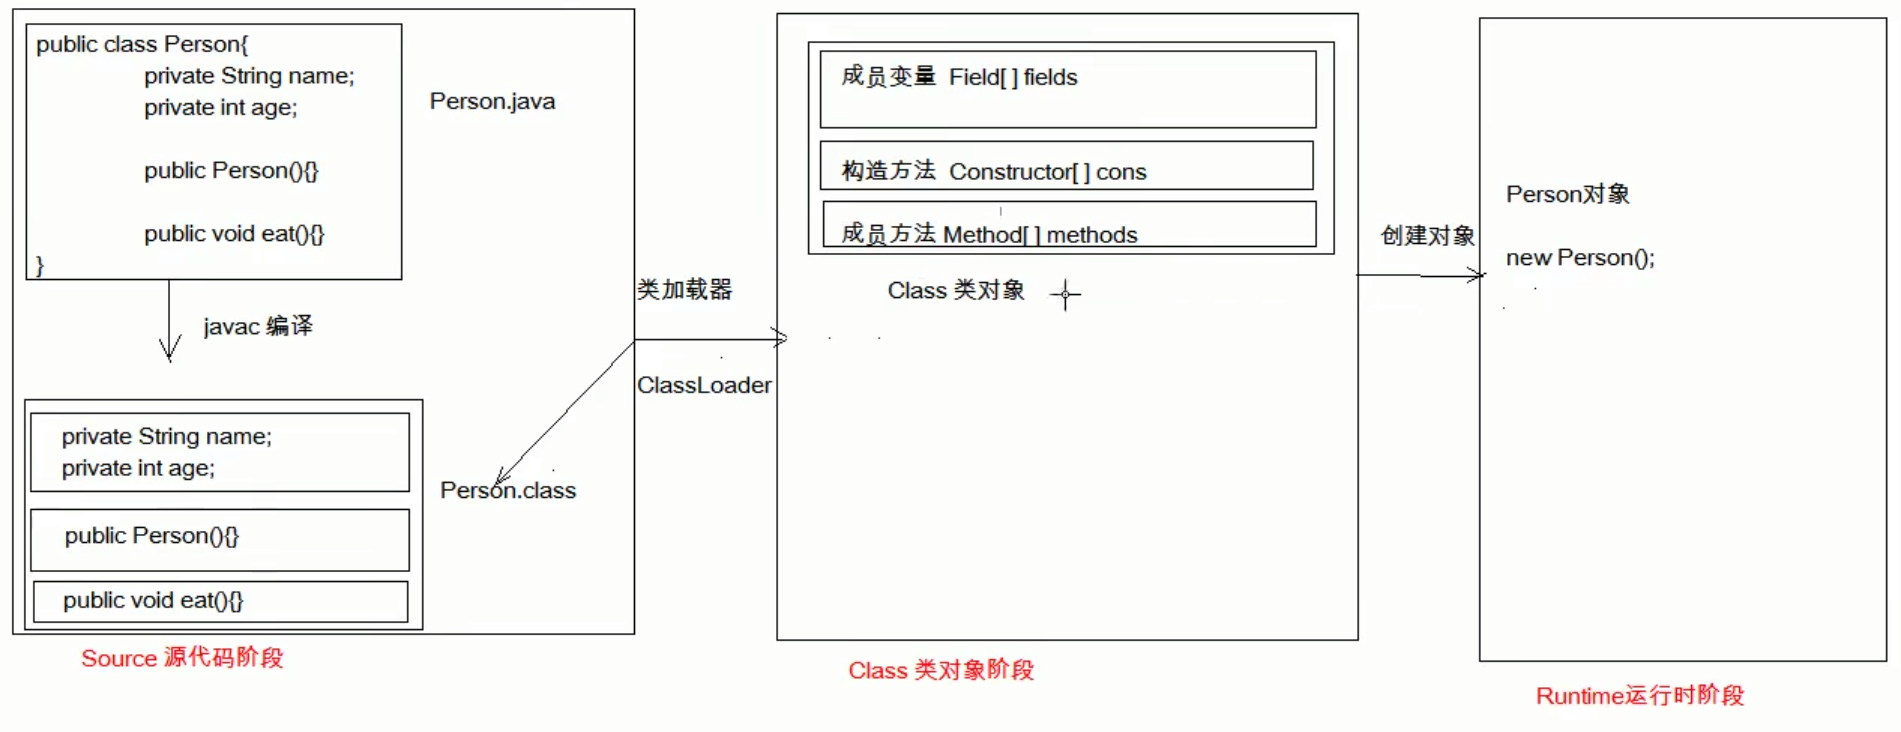 public class Person{
private String name;
private int age;
public Person(){}
public void eat(){}
}
Person.java
javac 编译
private String name;
private int age;
public Person(){}
public void eat(){}
Person.class
Source 源代码阶段
类加载器
ClassLoader
成员变量 Field[ ] fields
构造方法 Constructor[ ] cons
成员方法 Method[ ] methods
Class 类对象
Class 类对象阶段
创建对象
Person对象
new Person();
Runtime运行时阶段